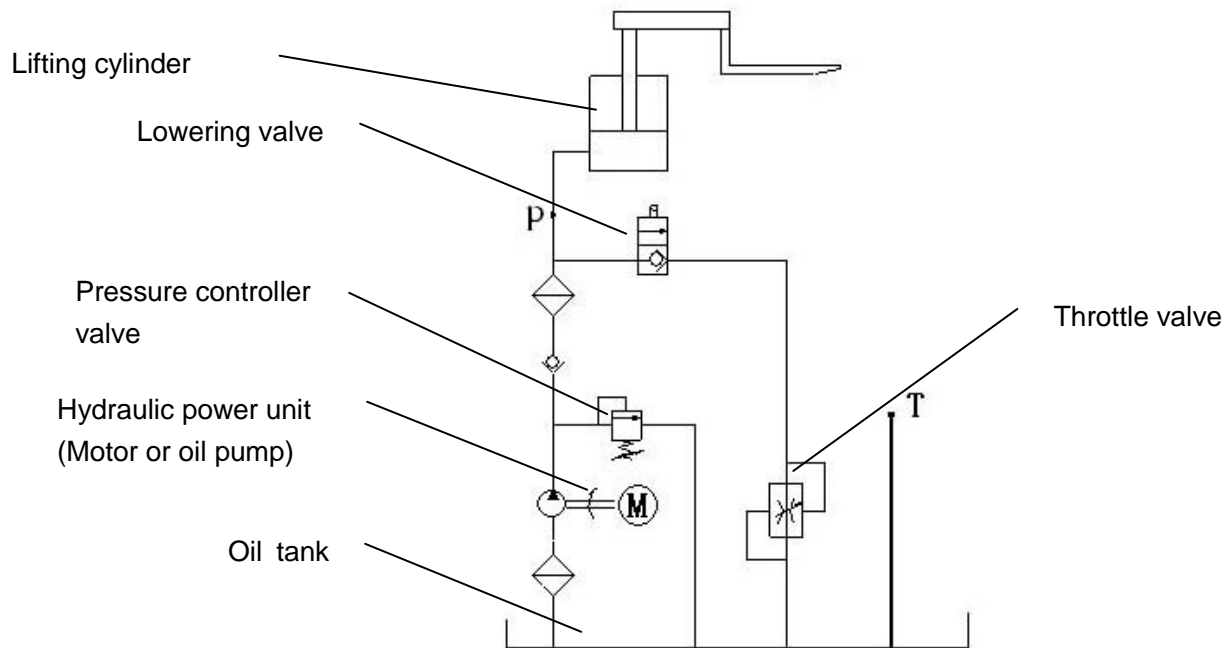 Lifting cylinder
Lowering valve
p
Pressure controller
valve
Throttle valve
Hydraulic power unit
(Motor or oil pump)
T
M
Oil tank